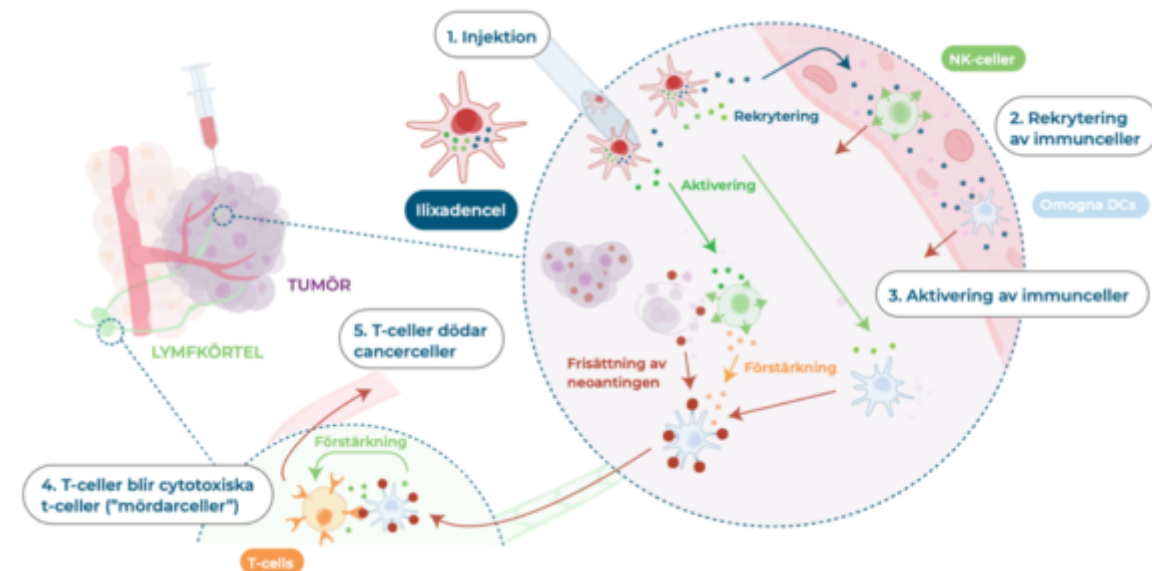 1. Injektion
NK-celler
Rekrytering
2. Rekrytering
av immunceller
Aktivering
Ilixadencel
Omogna DCs
TUMÖR
3. Aktivering av immunceller
5. T-celler dödar
cancerceller
LYMFKÖRTEL
Frisättning av
neoantingen
Förstärkning
Förstärkning
4. T-celler blir cytotoxiska
t-celler ("mördarceller")
T-cells